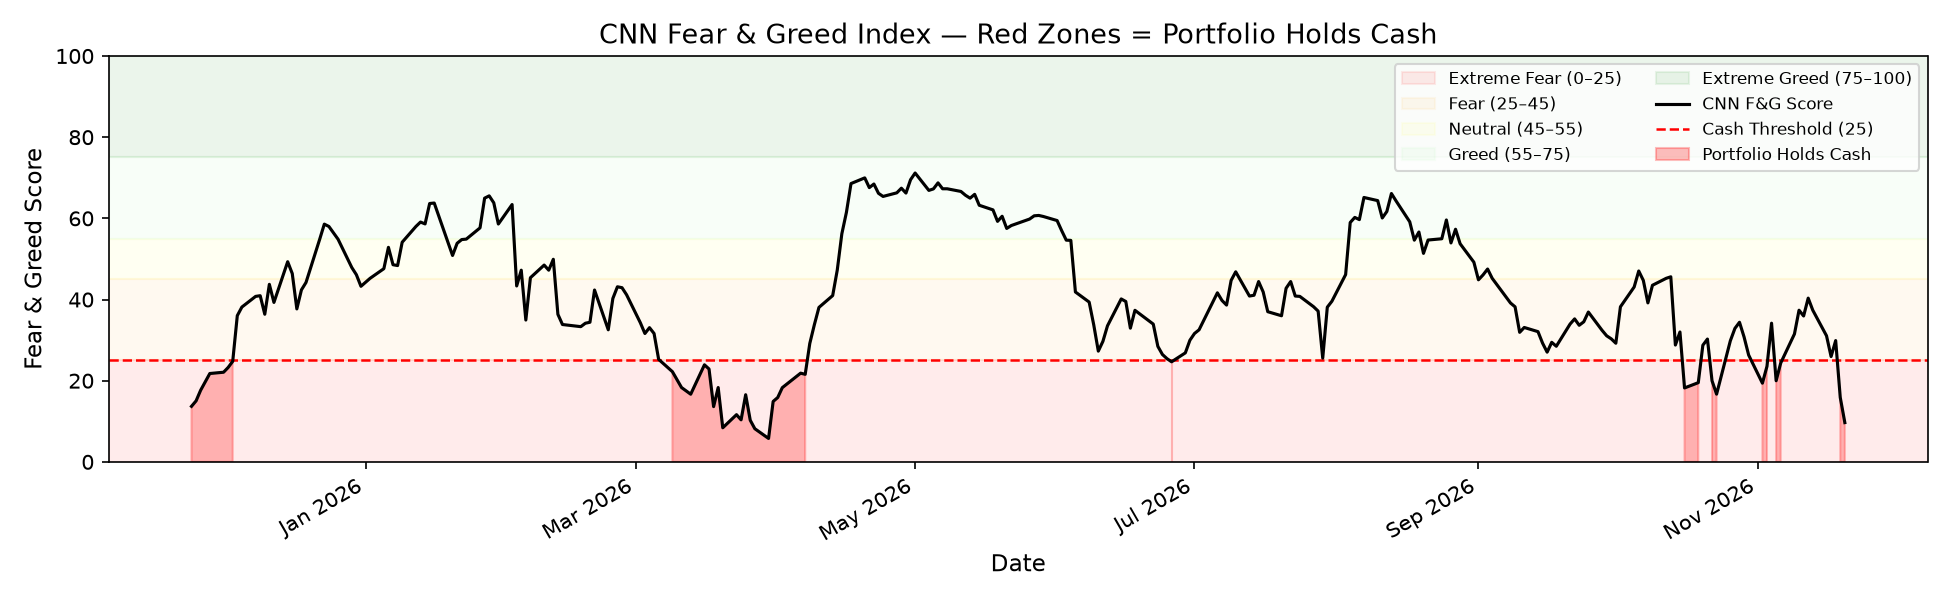 CNN Fear & Greed Index — Red Zones = Portfolio Holds Cash
Fear & Greed Score
100
80
60
40
20
0
Extreme Fear (0–25)
Fear (25–45)
Neutral (45–55)
Greed (55–75)
Extreme Greed (75–100)
CNN F&G Score
Cash Threshold (25)
Portfolio Holds Cash
Jan 2026
Mar 2026
May 2026
Jul 2026
Sep 2026
Nov 2026
Date